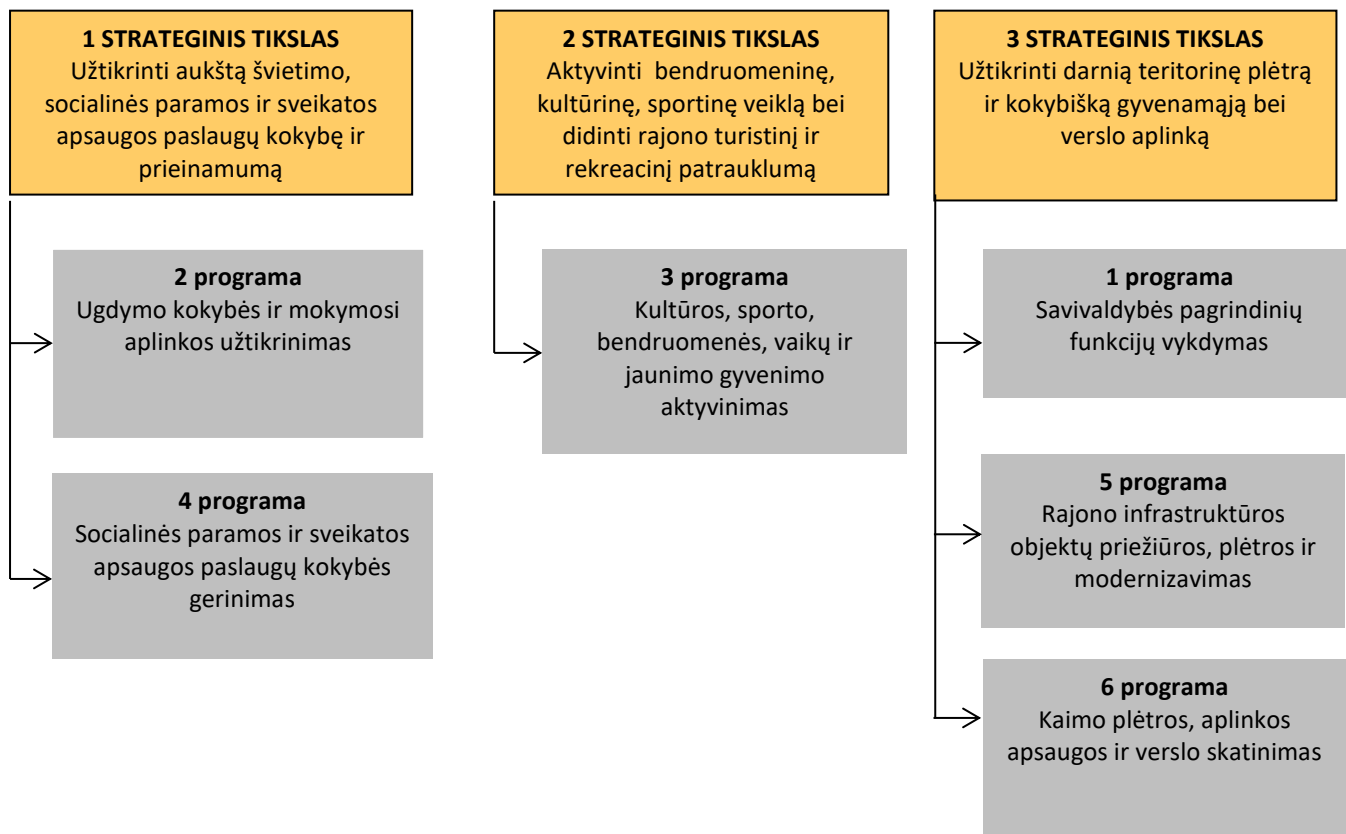 1 STRATEGINIS TIKSLAS
Užtikrinti aukštą švietimo,
socialinės paramos ir sveikatos
apsaugos paslaugų kokybę ir
prieinamumą
2 programa
Ugdymo kokybės ir mokymosi
aplinkos užtikrinimas
4 programa
Socialinės paramos ir sveikatos
apsaugos paslaugų kokybės
gerinimas
2 STRATEGINIS TIKSLAS
Aktyvinti bendruomeninę,
kultūrinę, sportinę veiklą bei
didinti rajono turistinį ir
rekreacinį patrauklumą
3 programa
Kultūros, sporto,
bendruomenės, vaikų ir
jaunimo gyvenimo
aktyvinimas
3 STRATEGINIS TIKSLAS
Užtikrinti darnią teritorinę plėtrą
ir kokybišką gyvenamąją bei
verslo aplinką
1 programa
Savivaldybės pagrindinių
funkcijų vykdymas
5 programa
Rajono infrastruktūros
objektų priežiūros, plėtros ir
modernizavimas
6 programa
Kaimo plėtros, aplinkos
apsaugos ir verslo skatinimas